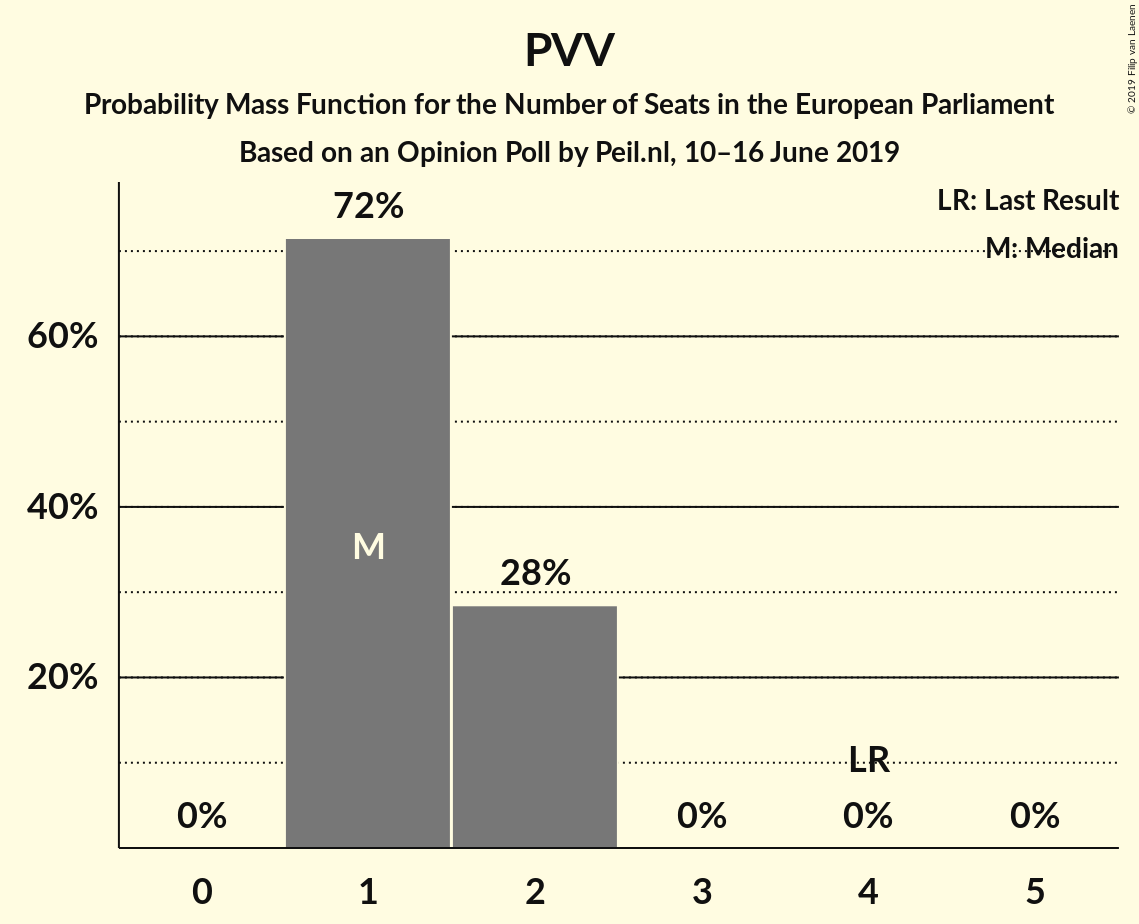 PVV
Probability Mass Function for the Number of Seats in the European Parliament
Based on an Opinion Poll by Peil.nl, 10–16 June 2019
© 2019 Filip van Laenen
LR: Last Result
M: Median
72%
60%
40%
M
28%
20%
LR
0%
0%
0%
0%
0
1
2
3
4
5